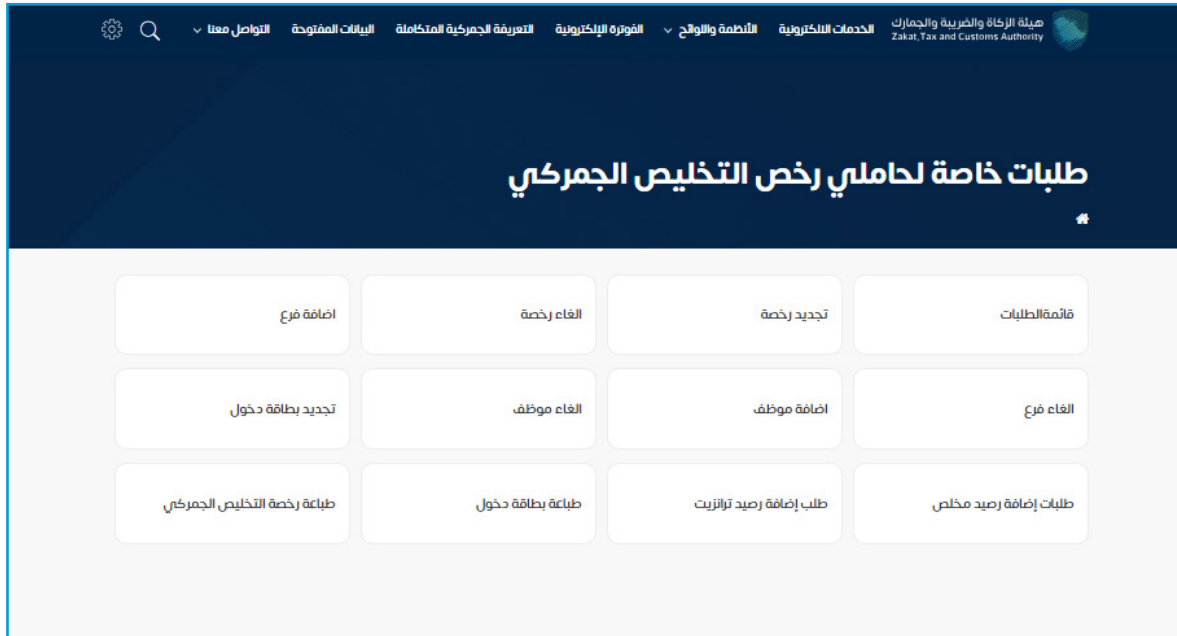 هيئة الزكاة والضريبة والجمارك
Zakat, Tax and Customs Authority
الخدمات الالكترونية
الأنظمة واللوائح
الفوترة الإلكترونية
التعريفة الجمركية المتكاملة
البيانات المفتوحة
التواصل معنا
طلبات خاصة لحاملي رخص التخليص الجمركي
قائمةالطلبات
تجديد رخصة
الغاء رخصة
اضافة فرع
الغاء فرع
اضافة موظف
الغاء موظف
تجديد بطاقة دخول
طلبات إضافة رصيد مخلص
طلب إضافة رصيد ترانزيت
طباعة بطاقة دخول
طباعة رخصة التخليص الجمركي